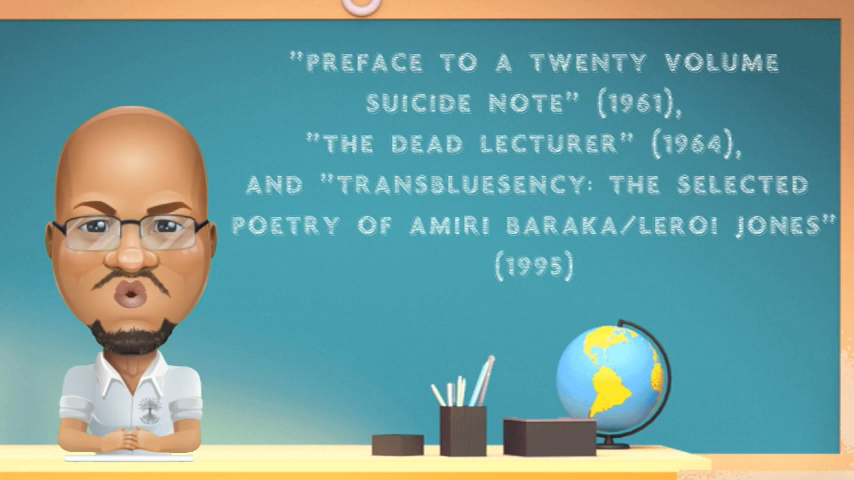 "PREFACE TO A TWENTY VOLUME
SUICIDE NOTE" (1961),
"THE DEAD LECTURER" (1964),
AND "TRANSBLUESENCY: THE SELECTED
POETRY OF AMIRI BARAKA/LEROI JONES"
(1995)